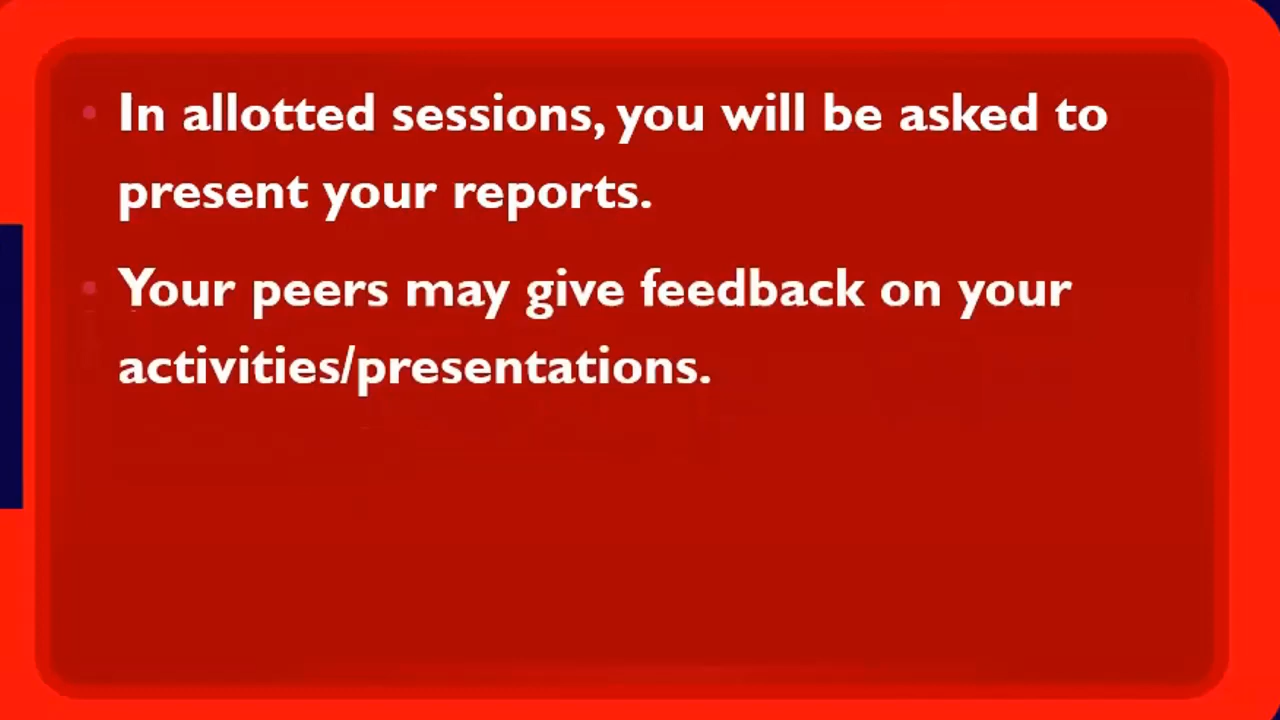 • In allotted sessions, you will be asked to
present your reports.
• Your peers may give feedback on your
activities/presentations.